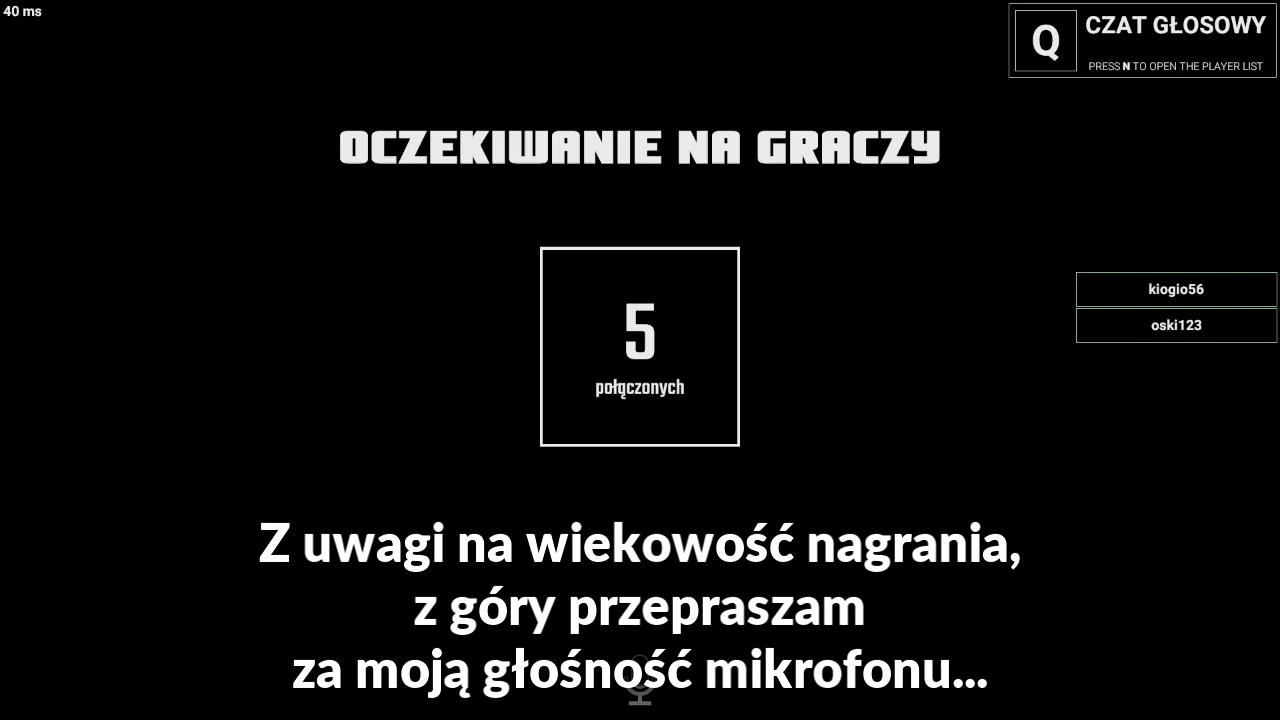 40 ms
Q
CZAT GŁOSOWY
PRESS N TO OPEN THE PLAYER LIST
OCZEKIWANIE NA GRACZY
5
połączonych
kiogio56
oski123
Z uwagi na wiekowość nagrania,
z góry przepraszam
za moją głośność mikrofonu...